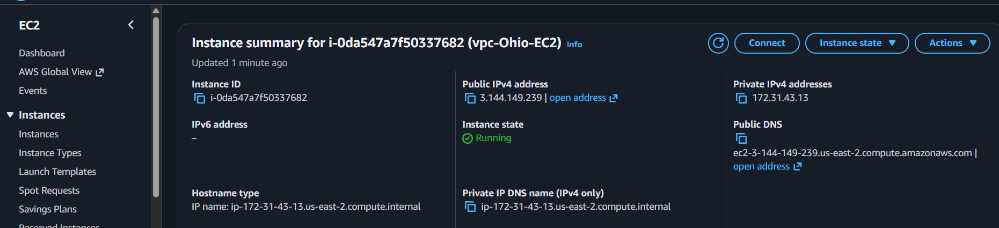 EC2
Dashboard
AWS Global View
Events
Instances
Instances
Instance Types
Launch Templates
Spot Requests
Savings Plans
Reserved Instances
Instance summary for i-0da547a7f50337682 (vpc-Ohio-EC2) Info
Updated 1 minute ago
Connect
Instance state
Actions
Instance ID
i-0da547a7f50337682
Public IPv4 address
3.144.149.239 | open address
Private IPv4 addresses
172.31.43.13
IPv6 address
–
Instance state
Running
Public DNS
ec2-3-144-149-239.us-east-2.compute.amazonaws.com |
open address
Hostname type
IP name: ip-172-31-43-13.us-east-2.compute.internal
Private IP DNS name (IPv4 only)
ip-172-31-43-13.us-east-2.compute.internal